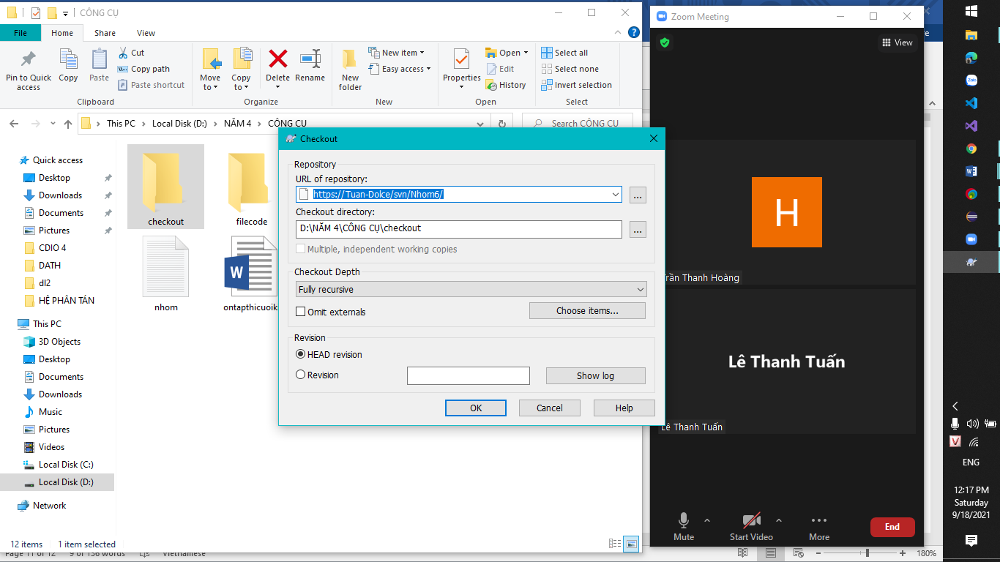 CÔNG CỤ
File Home Share View
Pin to Quick access
Copy
Paste
Cut
Copy path
Paste shortcut
Clipboard
Move to
Copy to
Delete
Rename
Organize
New folder
New item
Easy access
New
Properties
Open
Edit
History
Open
Select all
Select none
Invert selection
Select
This PC > Local Disk (D:) > NĂM 4 > CÔNG CỤ
Search CÔNG CỤ
Quick access
Desktop
Downloads
Documents
Pictures
CDIO 4
DATH
dl2
HỆ PHÂN TÁN
This PC
3D Objects
Desktop
Documents
Downloads
Music
Pictures
Videos
Local Disk (C:)
Local Disk (D:)
Network
checkout
filecode
nhom
ontapthicuoik
W
12 items 1 item selected
Page 11 of 12 9 of 156 words Vietnamese
180%
Checkout
Repository
URL of repository:
https://Tuan-Dolce/svn/Nhom6/
...
Checkout directory:
D:\NĂM 4\CÔNG CỤ\checkout
...
Multiple, independent working copies
Checkout Depth
Fully recursive
Omit externals
Choose items...
Revision
HEAD revision
Revision
Show log
OK Cancel Help
Zoom Meeting
View
H
rần Thanh Hoàng
Lê Thanh Tuấn
Lê Thanh Tuấn
Mute
Start Video
More
End
Zalo
ENG
12:17 PM
Saturday
9/18/2021